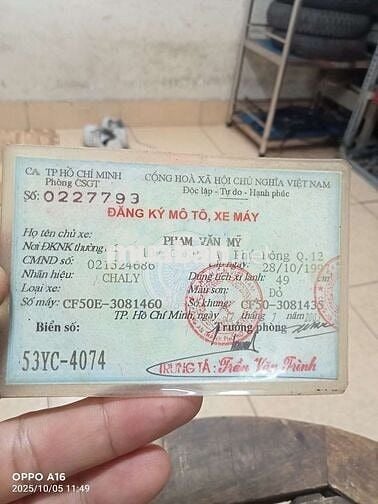 CA. TP HỒ CHÍ MINH
Phòng CSGT
CỘNG HOÀ XÃ HỘI CHỦ NGHĨA VIỆT NAM
Độc lập - Tự do - Hạnh phúc
Số: 0227793
ĐĂNG KÝ MÔ TÔ, XE MÁY
Họ tên chủ xe: PHẠM VĂN MỸ
Nơi ĐKNK thường Q.12
CMND số: 021524686 cấp ngày 28/10/199
Nhãn hiệu: CHALY Dung tích xi lanh: 49 cm
Loại xe: Màu sơn: ĐỎ
Số máy: CF50E-3081460 Số khung: CF50-3081435
TP. Hồ Chí Minh, ngày tháng 7
Biển số: Trưởng phòng
53YC-4074
TRUNG TÁ: Trần Văn Trình
OPPO A16
2025/10/05 11:49